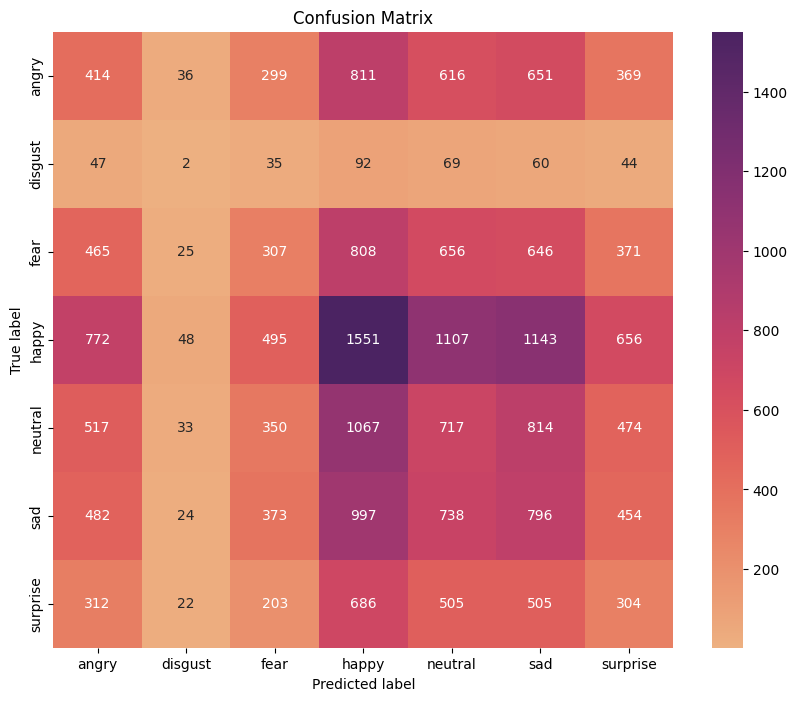 Confusion Matrix
angry 414 36 299 811 616 651 369
disgust 47 2 35 92 69 60 44
fear 465 25 307 808 656 646 371
happy 772 48 495 1551 1107 1143 656
neutral 517 33 350 1067 717 814 474
sad 482 24 373 997 738 796 454
surprise 312 22 203 686 505 505 304
angry disgust fear happy neutral sad surprise
Predicted label
True label
1400
1200
1000
800
600
400
200